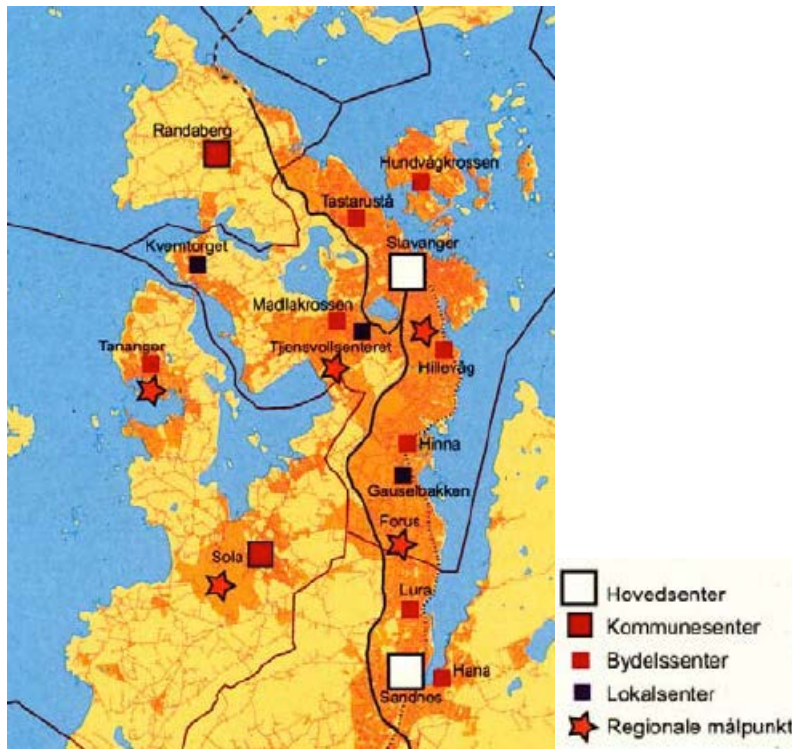 Randaberg
Hundvågkrossen
Tastarustå
Stavanger
Kverntorget
Madlakrossen
Tjensvollsenteret
Tananger
Hillevåg
Hinna
Gauselbakken
Forus
Sola
Lura
Hana
Sandnes
Hovedsenter
Kommunesenter
Bydelssenter
Lokalsenter
Regionale målpunkt